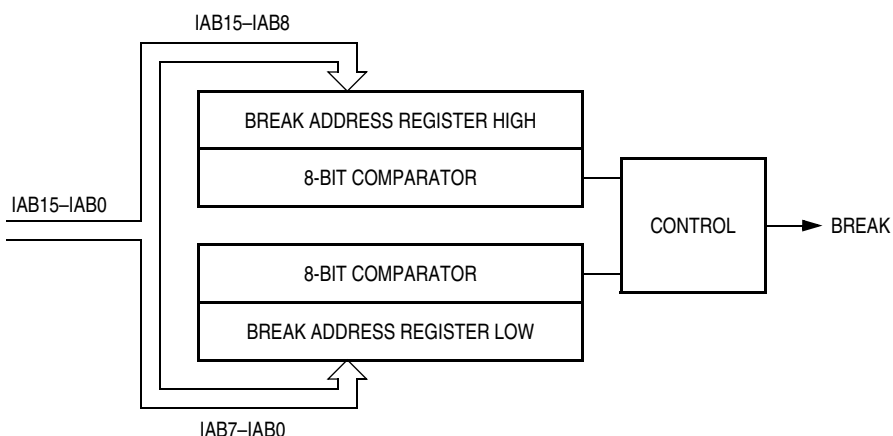 IAB15–IAB8
BREAK ADDRESS REGISTER HIGH
8-BIT COMPARATOR
IAB15–IAB0
CONTROL
BREAK
8-BIT COMPARATOR
BREAK ADDRESS REGISTER LOW
IAB7–IAB0